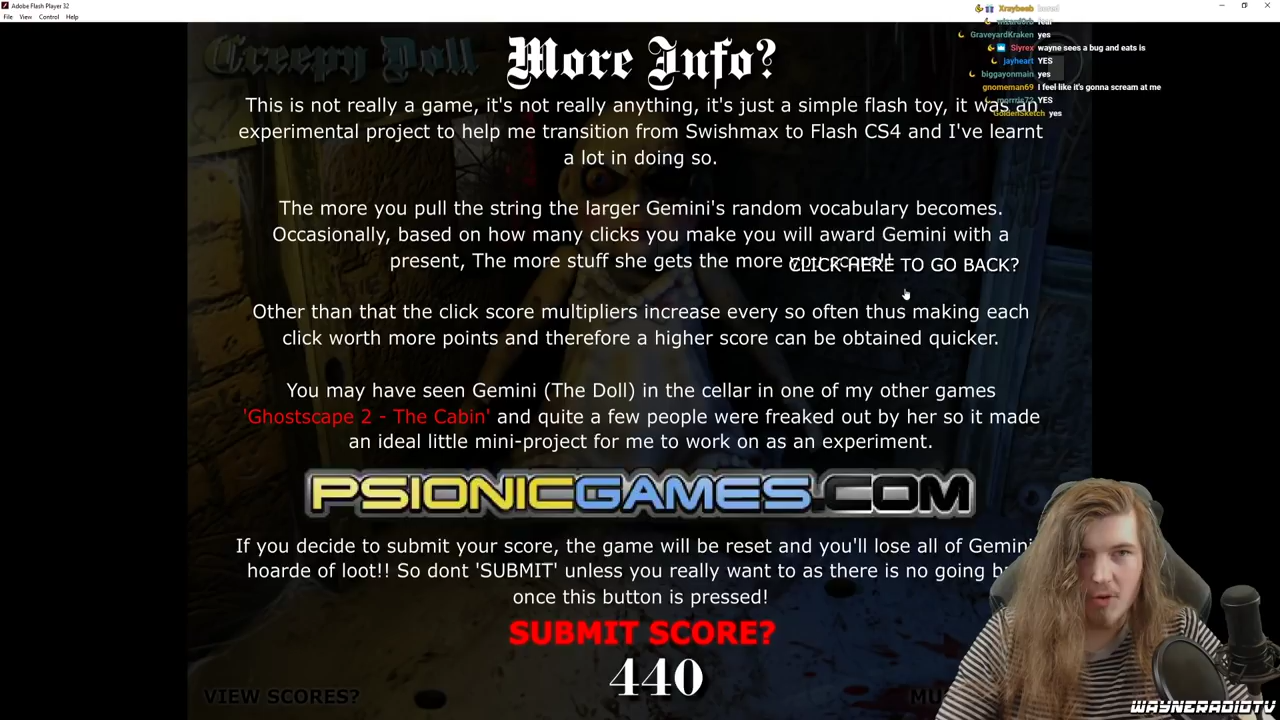 Adobe Flash Player 32
File View Control Help
Creepy Doll
More Info?
This is not really a game, it's not really anything, it's just a simple flash toy, it was an
experimental project to help me transition from Swishmax to Flash CS4 and I've learnt
a lot in doing so.
The more you pull the string the larger Gemini's random vocabulary becomes.
Occasionally, based on how many clicks you make you will award Gemini with a
present, The more stuff she gets the more you score!!
CLICK HERE TO GO BACK?
Other than that the click score multipliers increase every so often thus making each
click worth more points and therefore a higher score can be obtained quicker.
You may have seen Gemini (The Doll) in the cellar in one of my other games
'Ghostscape 2 - The Cabin' and quite a few people were freaked out by her so it made
an ideal little mini-project for me to work on as an experiment.
PSIONICGAMES.COM
If you decide to submit your score, the game will be reset and you'll lose all of Gemini
hoarde of loot!! So dont 'SUBMIT' unless you really want to as there is no going
once this button is pressed!
SUBMIT SCORE?
440
VIEW SCORES?
Xraybeeb
GraveyardKraken yes
Siyrex wayne sees a bug and eats is
jayheart YES
biggayonmain yes
gnomeman69 I feel like it's gonna scream at me
YES
GoldenSketch yes
WAYNERADIOTV